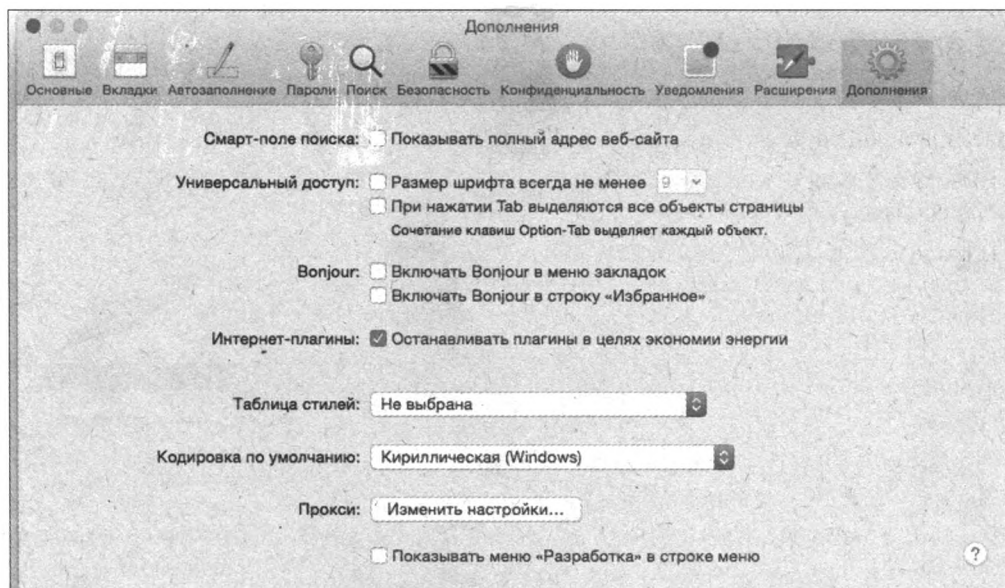 Дополнения
Основные Вкладки Автозаполнение Пароли Поиск Безопасность Конфиденциальность Уведомления Расширения Дополнения
Смарт-поле поиска: Показывать полный адрес веб-сайта
Универсальный доступ: Размер шрифта всегда не менее 9
При нажатии Tab выделяются все объекты страницы
Сочетание клавиш Option-Tab выделяет каждый объект.
Bonjour: Включать Bonjour в меню закладок
Включать Bonjour в строку «Избранное»
Интернет-плагины: Останавливать плагины в целях экономии энергии
Таблица стилей: Не выбрана
Кодировка по умолчанию: Кириллическая (Windows)
Прокси: Изменить настройки...
Показывать меню «Разработка» в строке меню ?